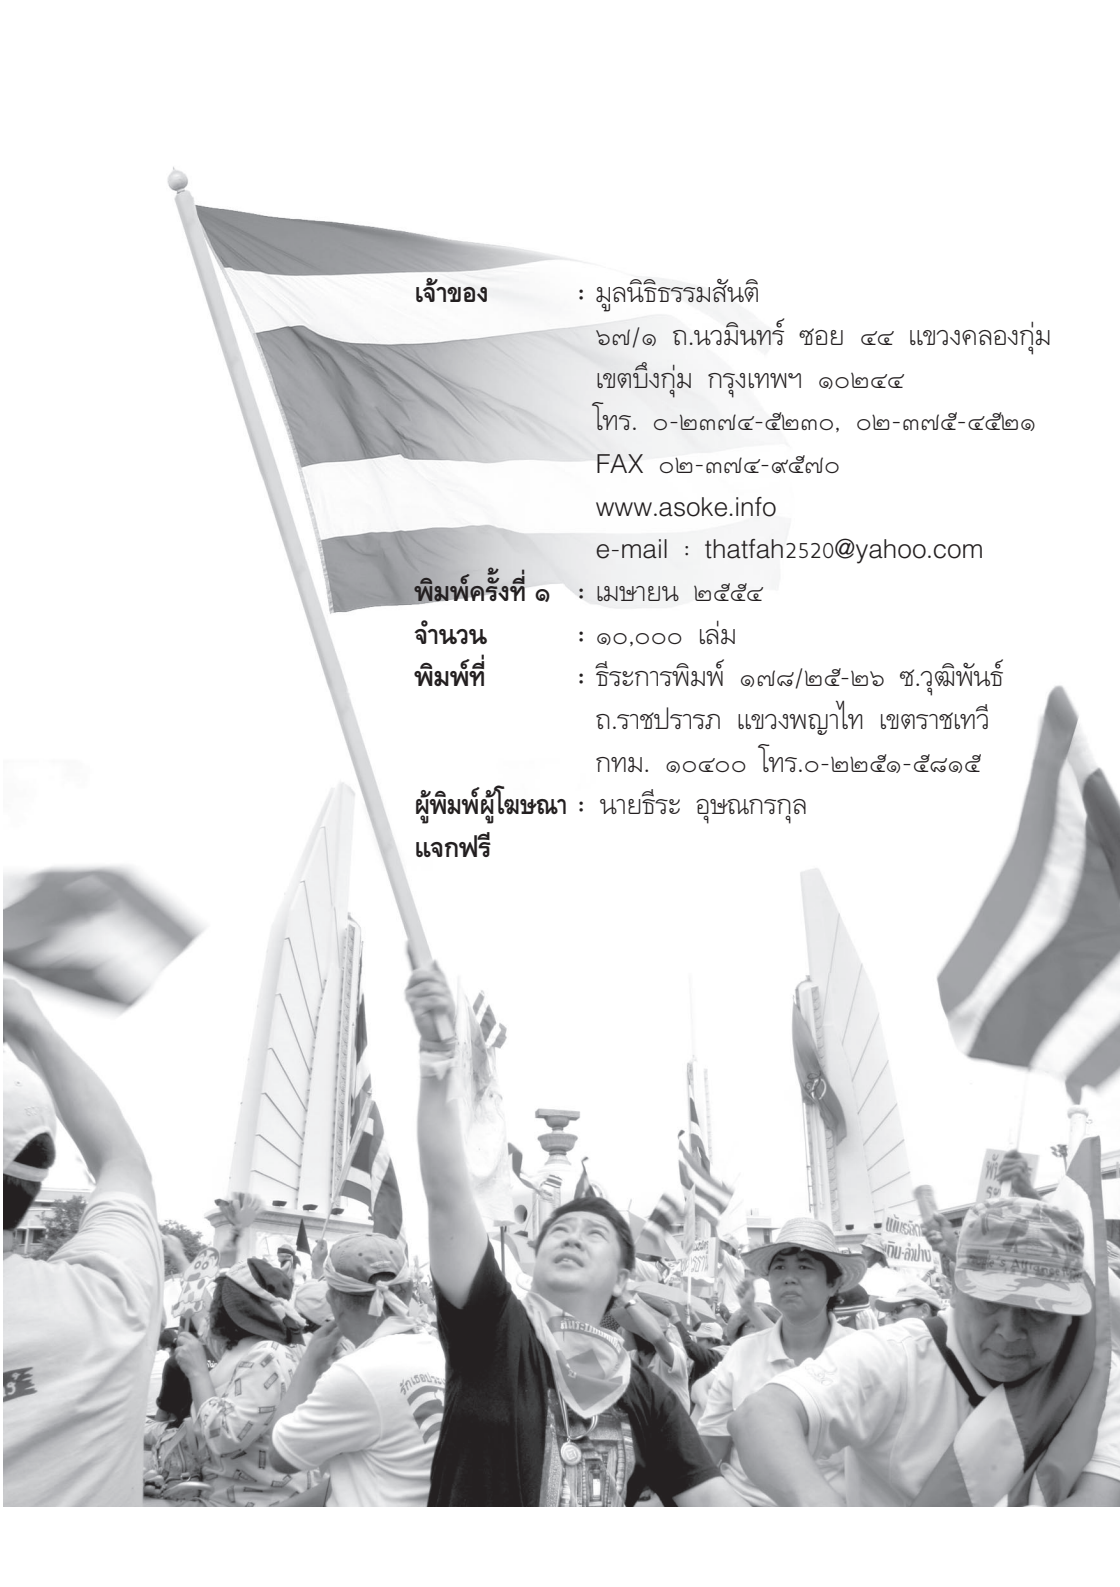 เจ้าของ : มูลนิธิธรรมสันติ
๖๗/๑ ถ.นวมินทร์ ซอย ๔๔ แขวงคลองกุ่ม
เขตบึงกุ่ม กรุงเทพฯ ๑๐๒๔๔
โทร. ๐-๒๓๗๔-๕๒๓๐, ๐๒-๓๗๕-๔๕๒๑
FAX ๐๒-๓๗๔-๙๕๗๐
www.asoke.info
e-mail : thatfah2520@yahoo.com
พิมพ์ครั้งที่ ๑ : เมษายน ๒๕๕๔
จำนวน : ๑๐,๐๐๐ เล่ม
พิมพ์ที่ : ธีระการพิมพ์ ๑๗๘/๒๕-๒๖ ซ.วุฒิพันธ์
ถ.ราชปรารภ แขวงพญาไท เขตราชเทวี
กทม. ๑๐๔๐๐ โทร.๐-๒๒๕๑-๕๘๑๕
ผู้พิมพ์ผู้โฆษณา : นายธีระ อุษณกรกุล
แจกฟรี